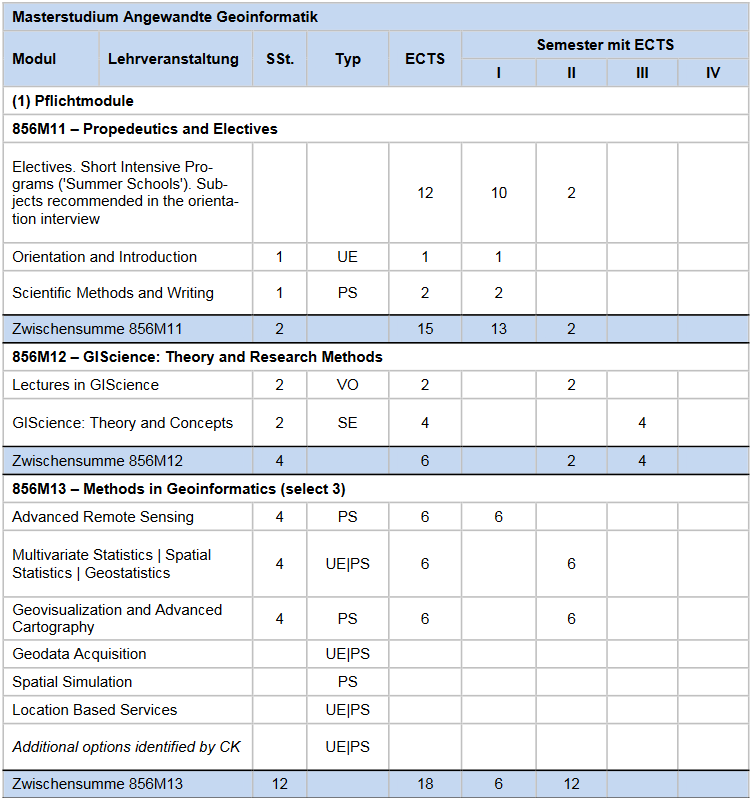 Masterstudium Angewandte Geoinformatik
Modul Lehrveranstaltung SSt. Typ ECTS Semester mit ECTS
I II III IV
(1) Pflichtmodule
856M11 – Propedeutics and Electives
Electives. Short Intensive Pro-
grams ('Summer Schools'). Sub-
jects recommended in the orienta-
tion interview 12 10 2
Orientation and Introduction 1 UE 1 1
Scientific Methods and Writing 1 PS 2 2
Zwischensumme 856M11 2 15 13 2
856M12 – GIScience: Theory and Research Methods
Lectures in GIScience 2 VO 2 2
GIScience: Theory and Concepts 2 SE 4 4
Zwischensumme 856M12 4 6 2 4
856M13 – Methods in Geoinformatics (select 3)
Advanced Remote Sensing 4 PS 6 6
Multivariate Statistics | Spatial
Statistics | Geostatistics 4 UE|PS 6 6
Geovisualization and Advanced
Cartography 4 PS 6 6
Geodata Acquisition UE|PS
Spatial Simulation PS
Location Based Services UE|PS
Additional options identified by CK UE|PS
Zwischensumme 856M13 12 18 6 12